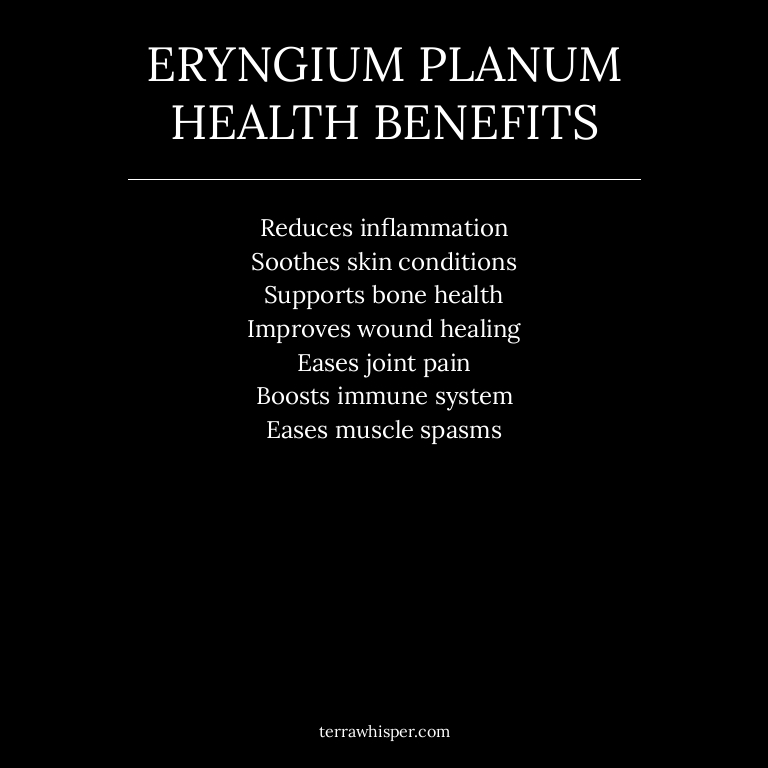 ERYNGIUM PLANUM
HEALTH BENEFITS
Reduces inflammation
Soothes skin conditions
Supports bone health
Improves wound healing
Eases joint pain
Boosts immune system
Eases muscle spasms
terrawhisper.com